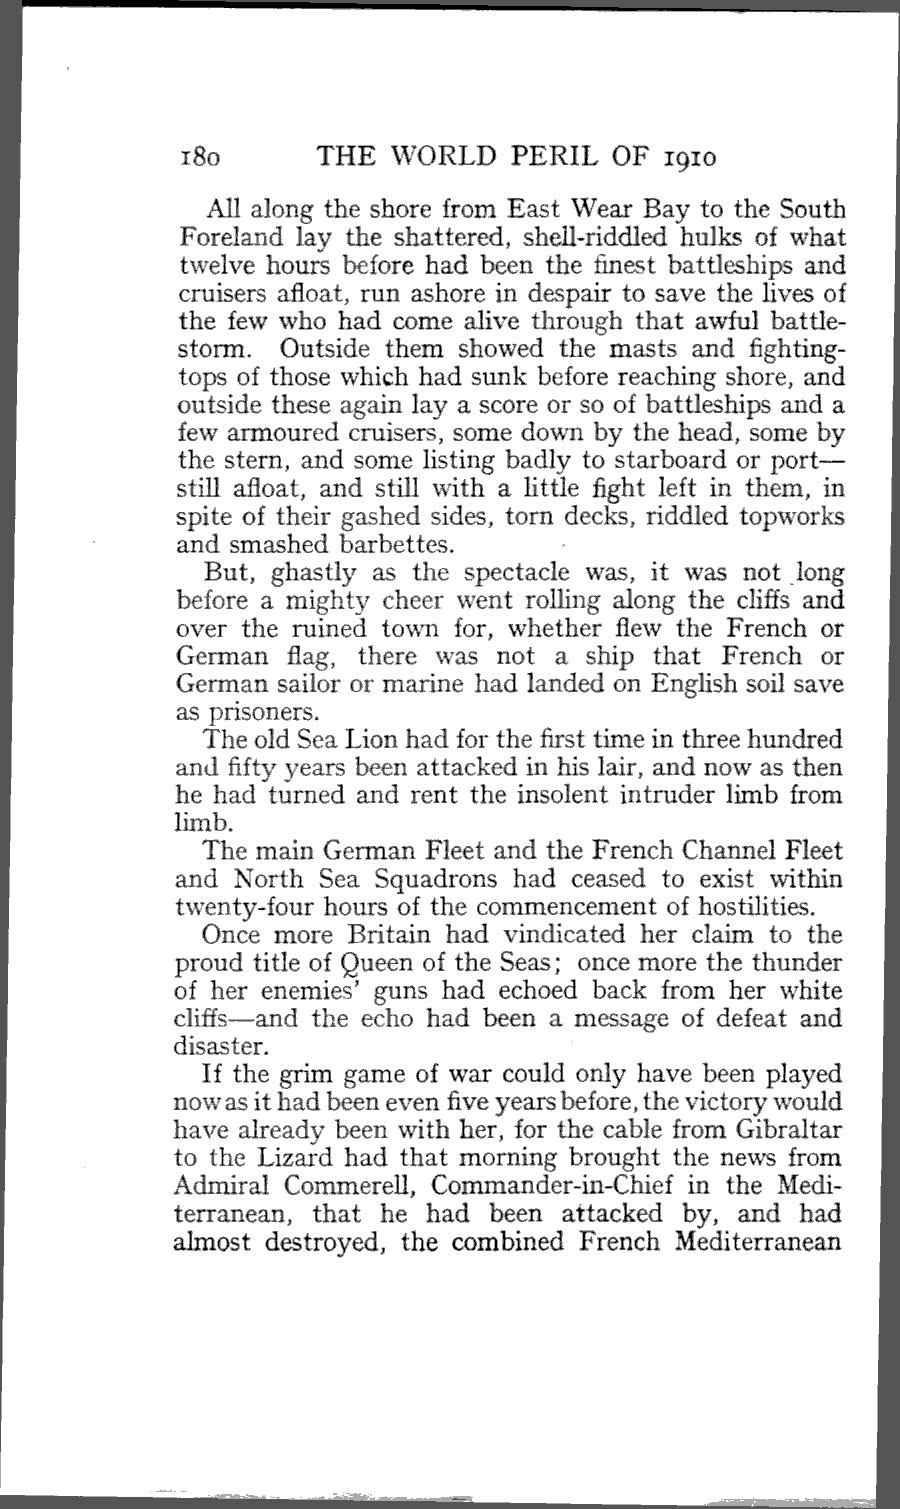 180 THE WORLD PERIL OF 1910
All along the shore from East Wear Bay to the South
Foreland lay the shattered, shell-riddled hulks of what
twelve hours before had been the finest battleships and
cruisers afloat, run ashore in despair to save the lives of
the few who had come alive through that awful battle-
storm. Outside them showed the masts and fighting-
tops of those which had sunk before reaching shore, and
outside these again lay a score or so of battleships and a
few armoured cruisers, some down by the head, some by
the stern, and some listing badly to starboard or port—
still afloat, and still with a little fight left in them, in
spite of their gashed sides, torn decks, riddled topworks
and smashed barbettes.
But, ghastly as the spectacle was, it was not long
before a mighty cheer went rolling along the cliffs and
over the ruined town for, whether flew the French or
German flag, there was not a ship that French or
German sailor or marine had landed on English soil save
as prisoners.
The old Sea Lion had for the first time in three hundred
and fifty years been attacked in his lair, and now as then
he had turned and rent the insolent intruder limb from
limb.
The main German Fleet and the French Channel Fleet
and North Sea Squadrons had ceased to exist within
twenty-four hours of the commencement of hostilities.
Once more Britain had vindicated her claim to the
proud title of Queen of the Seas; once more the thunder
of her enemies' guns had echoed back from her white
cliffs—and the echo had been a message of defeat and
disaster.
If the grim game of war could only have been played
now as it had been even five years before, the victory would
have already been with her, for the cable from Gibraltar
to the Lizard had that morning brought the news from
Admiral Commerell, Commander-in-Chief in the Medi-
terranean, that he had been attacked by, and had
almost destroyed, the combined French Mediterranean